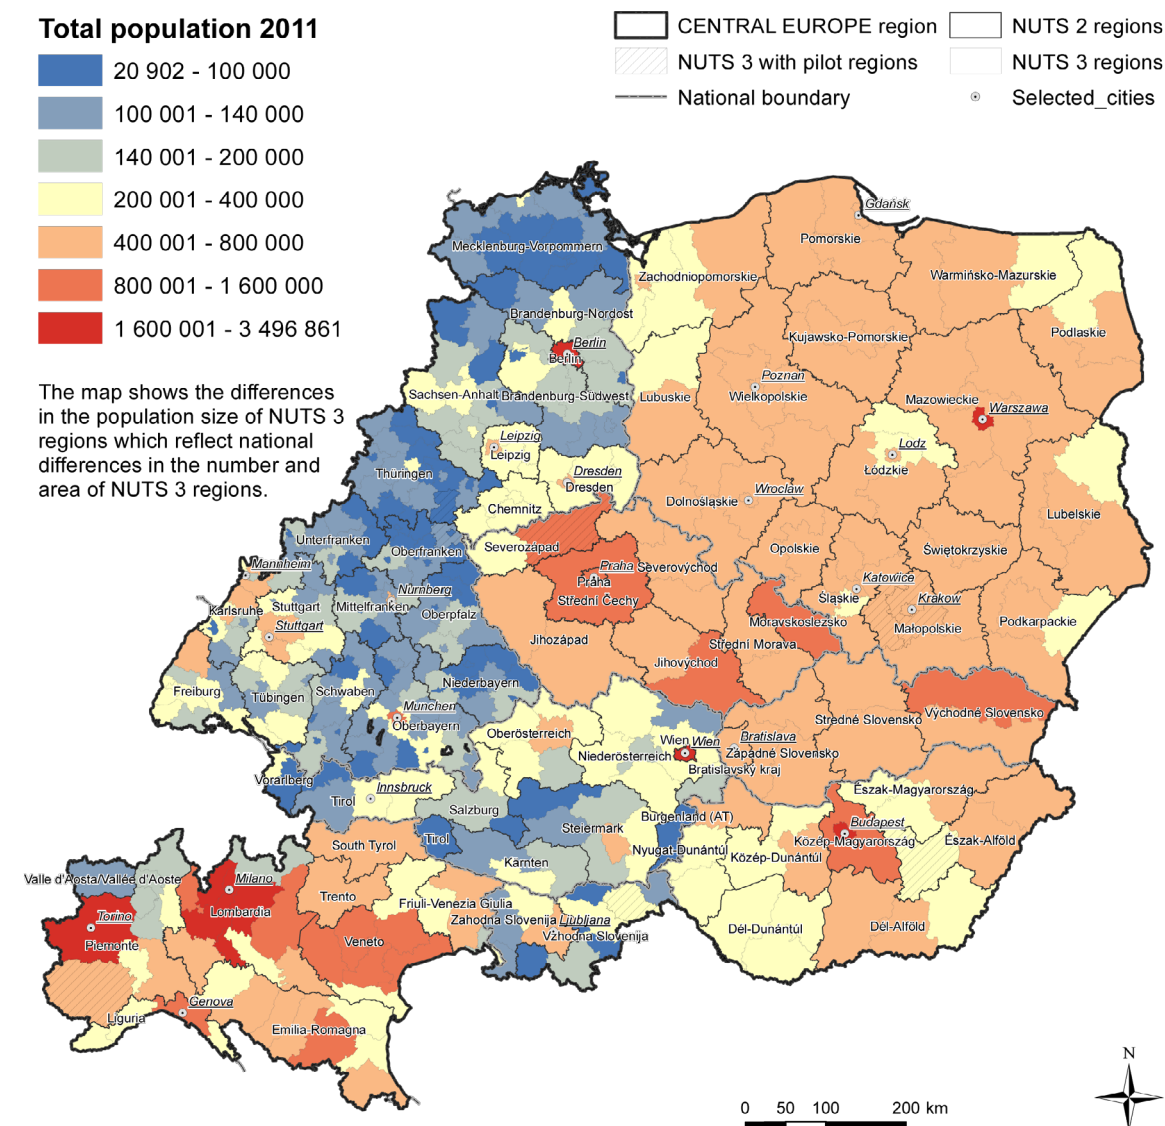 Total population 2011
20 902 - 100 000
100 001 - 140 000
140 001 - 200 000
200 001 - 400 000
400 001 - 800 000
800 001 - 1 600 000
1 600 001 - 3 496 861
CENTRAL EUROPE region
NUTS 2 regions
NUTS 3 with pilot regions
NUTS 3 regions
National boundary
Selected_cities
The map shows the differences
in the population size of NUTS 3
regions which reflect national
differences in the number and
area of NUTS 3 regions.
Gdańsk
Pomorskie
Mecklenburg-Vorpommern
Zachodniopomorskie
Warmińsko-Mazurskie
Brandenburg-Nordost
Kujawsko-Pomorskie
Podlaskie
Berlin
Berlin
Poznań
Sachsen-Anhalt
Brandenburg-Südwest
Lubuskie
Wielkopolskie
Mazowieckie
Warszawa
Leipzig
Leipzig
Lodz
Łódzkie
Thüringen
Dresden
Dresden
Wrocław
Dolnośląskie
Chemnitz
Lubelskie
Unterfranken
Oberfranken
Severozápad
Opolskie
Świętokrzyskie
Mannheim
Praha
Severovýchod
Praha
Katowice
Nürnberg
Střední Čechy
Śląskie
Krakow
Karlsruhe
Stuttgart
Mittelfranken
Oberpfalz
Małopolskie
Podkarpackie
Stuttgart
Jihozápad
Moravskoslezsko
Střední Morava
Jihovýchod
Freiburg
Tübingen
Schwaben
Niederbayern
Munchen
Oberbayern
Východné Slovensko
Stredné Slovensko
Oberösterreich
Wien
Wien
Bratislava
Niederösterreich
Západné Slovensko
Bratislavský kraj
Vorarlberg
Innsbruck
Tirol
Észak-Magyarország
Salzburg
Burgenland (AT)
Budapest
Steiermark
Tirol
South Tyrol
Nyugat-Dunántúl
Közép-Dunántúl
Közép-Magyarország
Észak-Alföld
Kärnten
Valle d'Aosta/Vallée d'Aoste
Milano
Trento
Friuli-Venezia Giulia
Torino
Lombardia
Zahodna Slovenija
Ljubljana
Vzhodna Slovenija
Dél-Dunántúl
Dél-Alföld
Piemonte
Veneto
Genova
Liguria
Emilia-Romagna
N
0 50 100 200 km